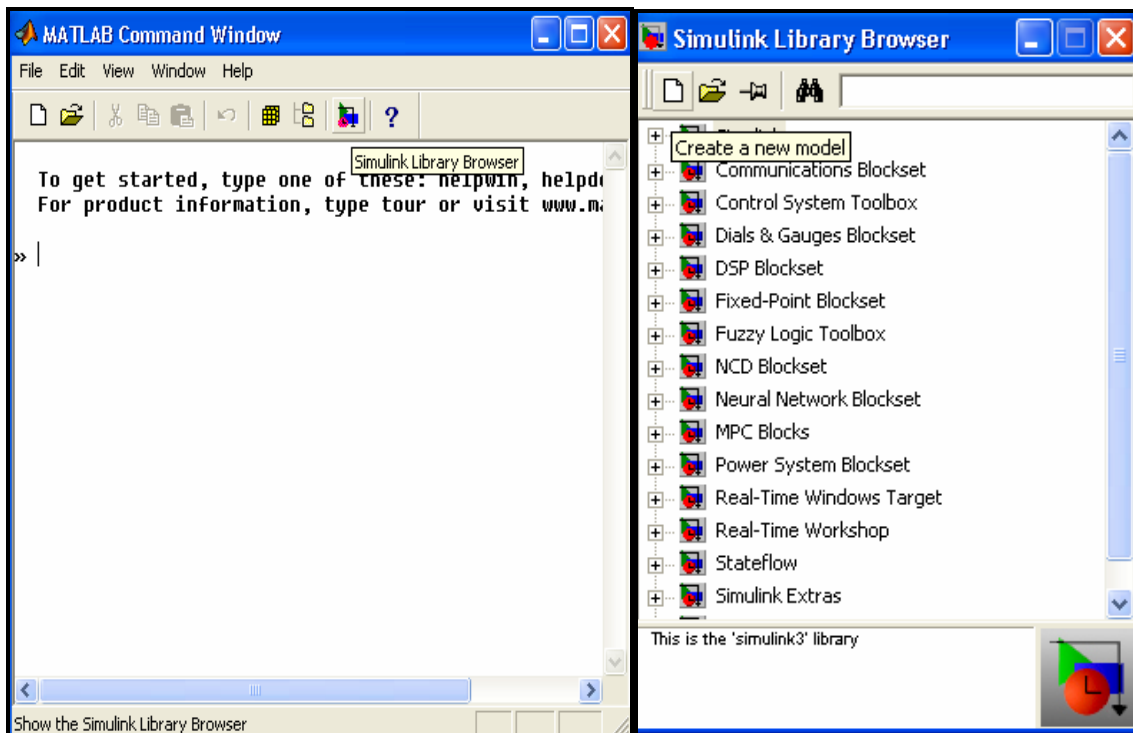 MATLAB Command Window
File Edit View Window Help
?
Simulink Library Browser
To get started, type one of these: helpwin, helpd
For product information, type tour or visit www.ma
»
Show the Simulink Library Browser
Simulink Library Browser
Create a new model
Communications Blockset
Control System Toolbox
Dials & Gauges Blockset
DSP Blockset
Fixed-Point Blockset
Fuzzy Logic Toolbox
NCD Blockset
Neural Network Blockset
MPC Blocks
Power System Blockset
Real-Time Windows Target
Real-Time Workshop
Stateflow
Simulink Extras
This is the 'simulink3' library